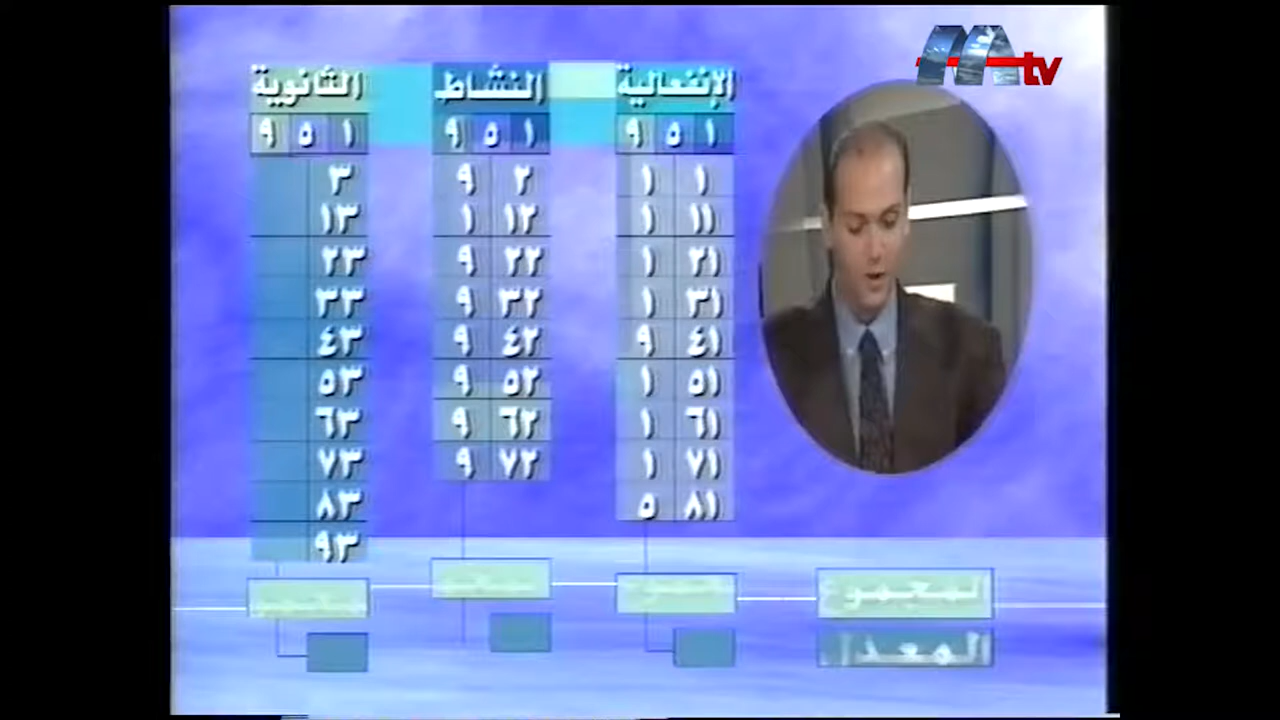 Mtv
الإنفعالية النشاط الثانوية
١ ٥ ٩ ١ ٥ ٩ ١ ٥ ٩
١ ١ ٢ ٩ ٣
١١ ١ ١٢ ١ ١٣
٢١ ١ ٢٢ ٩ ٢٣
٣١ ١ ٣٢ ٩ ٣٣
٤١ ٩ ٤٢ ٩ ٤٣
٥١ ١ ٥٢ ٩ ٥٣
٦١ ١ ٦٢ ٩ ٦٣
٧١ ١ ٧٢ ٩ ٧٣
٨١ ٥ ٨٣
٩٣
المجموع
المعدل